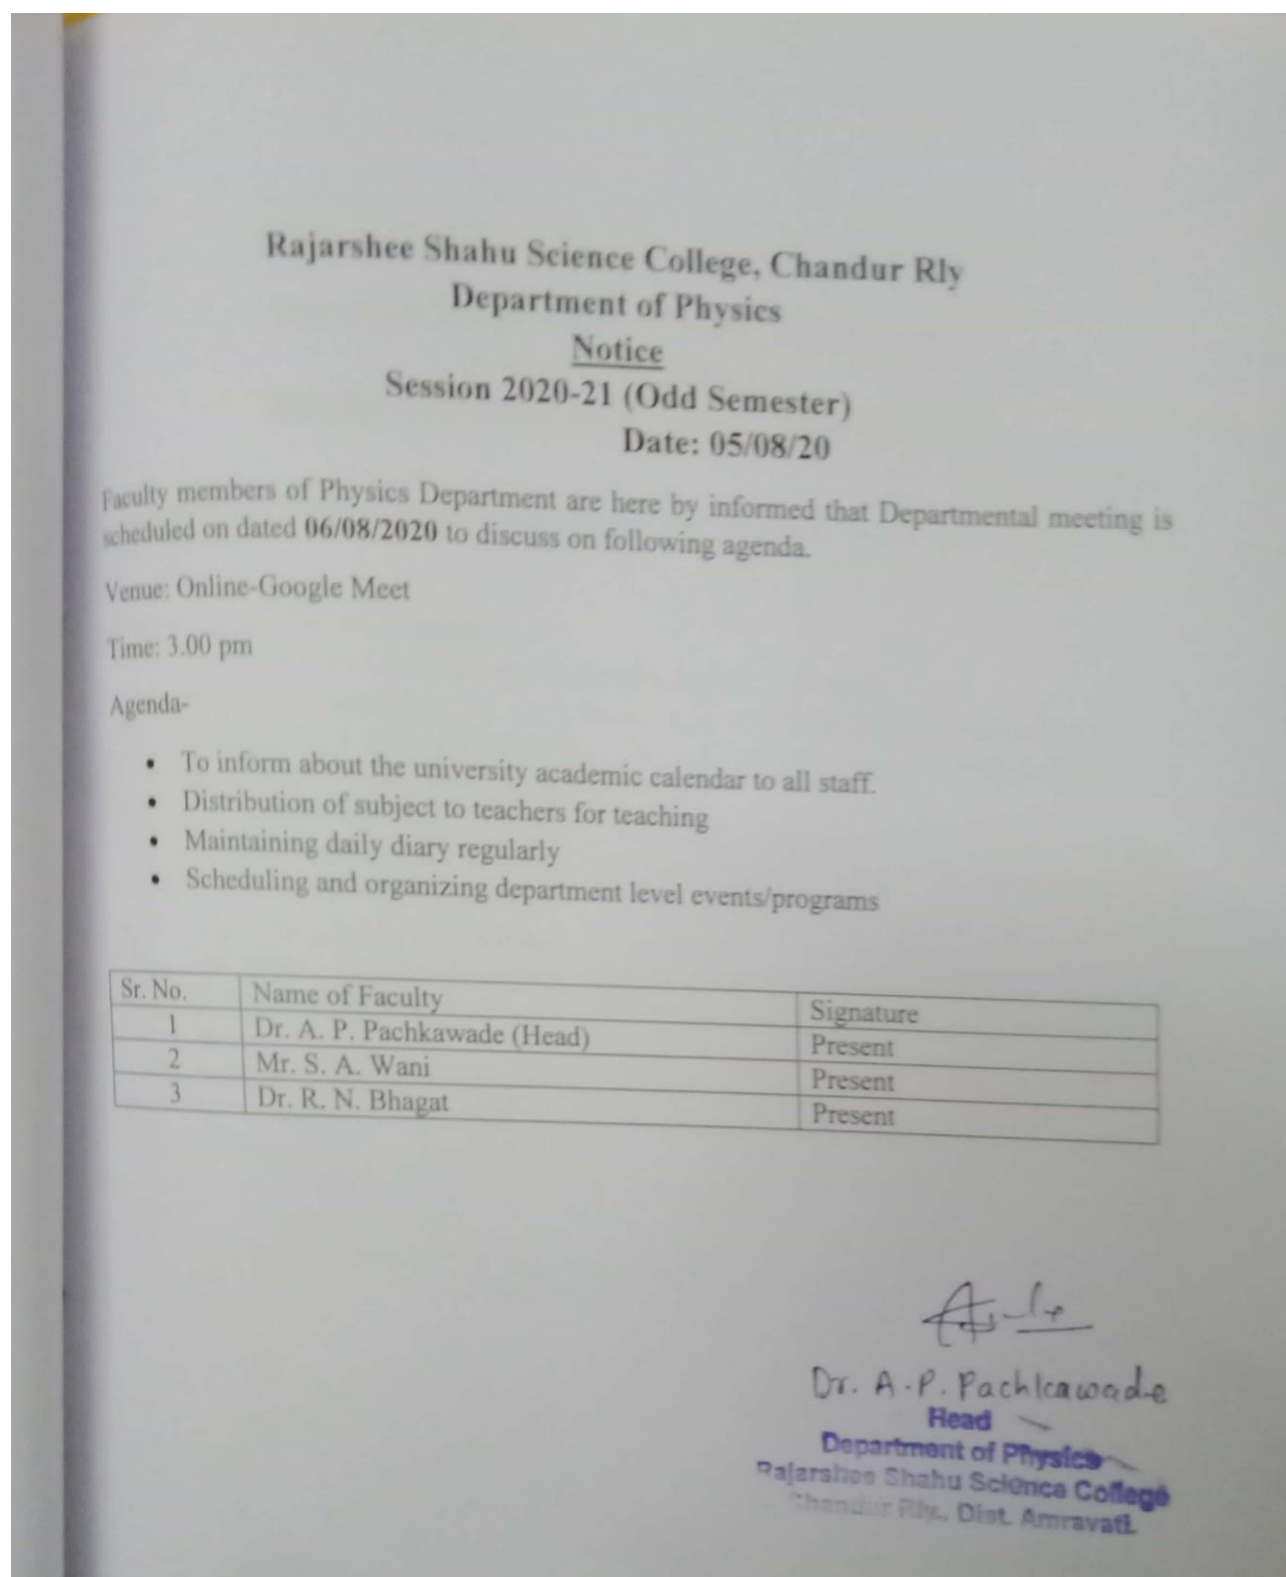 Rajarshee Shahu Science College, Chandur Rly
Department of Physics
Notice
Session 2020-21 (Odd Semester)
Date: 05/08/20
Faculty members of Physics Department are here by informed that Departmental meeting is
scheduled on dated 06/08/2020 to discuss on following agenda.
Venue: Online-Google Meet
Time: 3.00 pm
Agenda-
• To inform about the university academic calendar to all staff.
• Distribution of subject to teachers for teaching
• Maintaining daily diary regularly
• Scheduling and organizing department level events/programs
Sr. No. Name of Faculty Signature
1 Dr. A. P. Pachkawade (Head) Present
2 Mr. S. A. Wani Present
3 Dr. R. N. Bhagat Present
Dr. A.P. Pachkawade
Head
Department of Physics
Rajarshee Shahu Science College
Chandur Rly., Dist. Amravati.